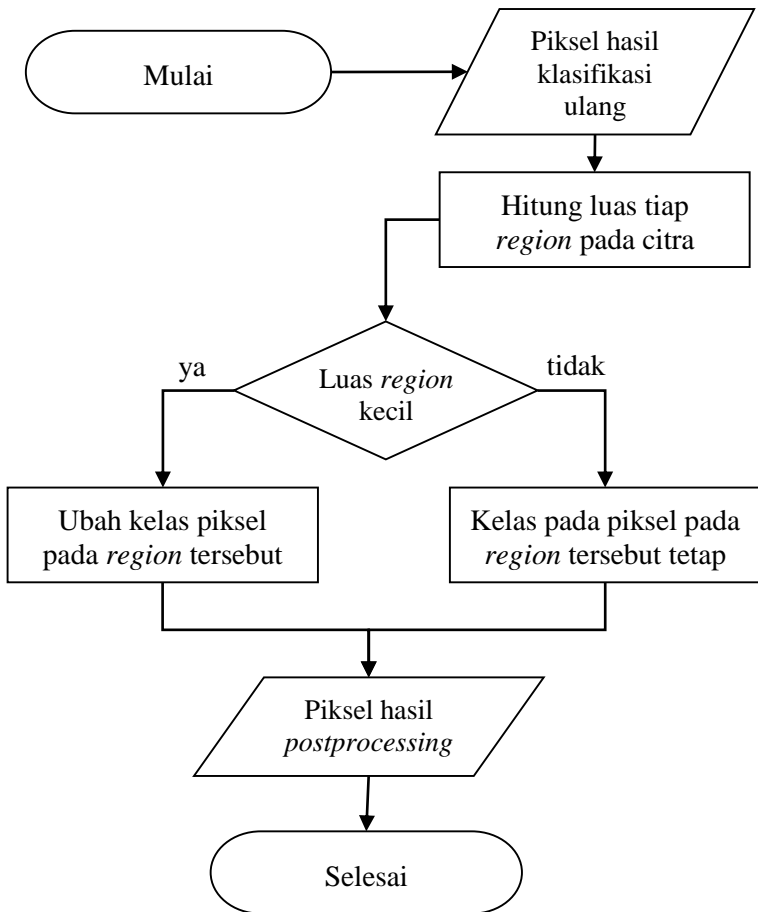 Mulai
Piksel hasil
klasifikasi
ulang
Hitung luas tiap
region pada citra
ya
tidak
Luas region
kecil
Ubah kelas piksel
pada region tersebut
Kelas pada piksel pada
region tersebut tetap
Piksel hasil
postprocessing
Selesai